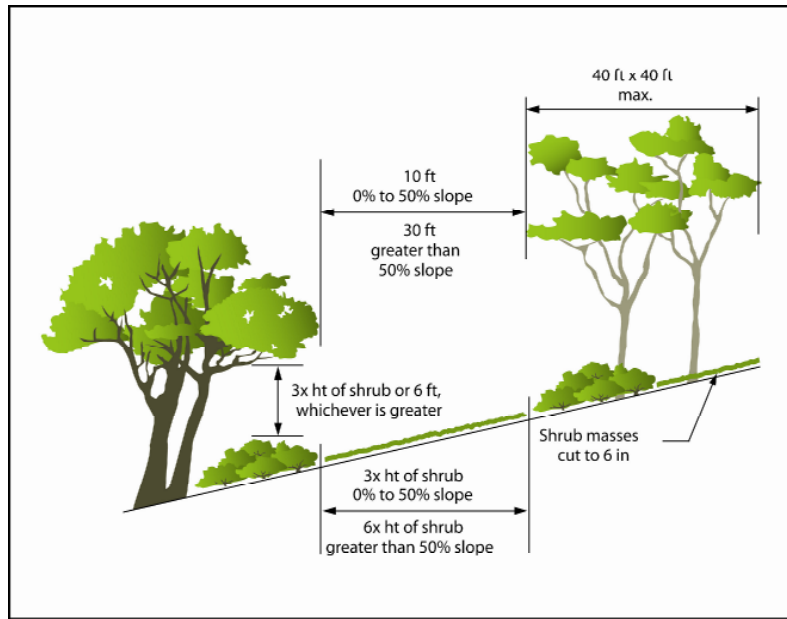 40 ft x 40 ft
max.
10 ft
0% to 50% slope
30 ft
greater than
50% slope
3x ht of shrub or 6 ft,
whichever is greater
Shrub masses
cut to 6 in
3x ht of shrub
0% to 50% slope
6x ht of shrub
greater than 50% slope